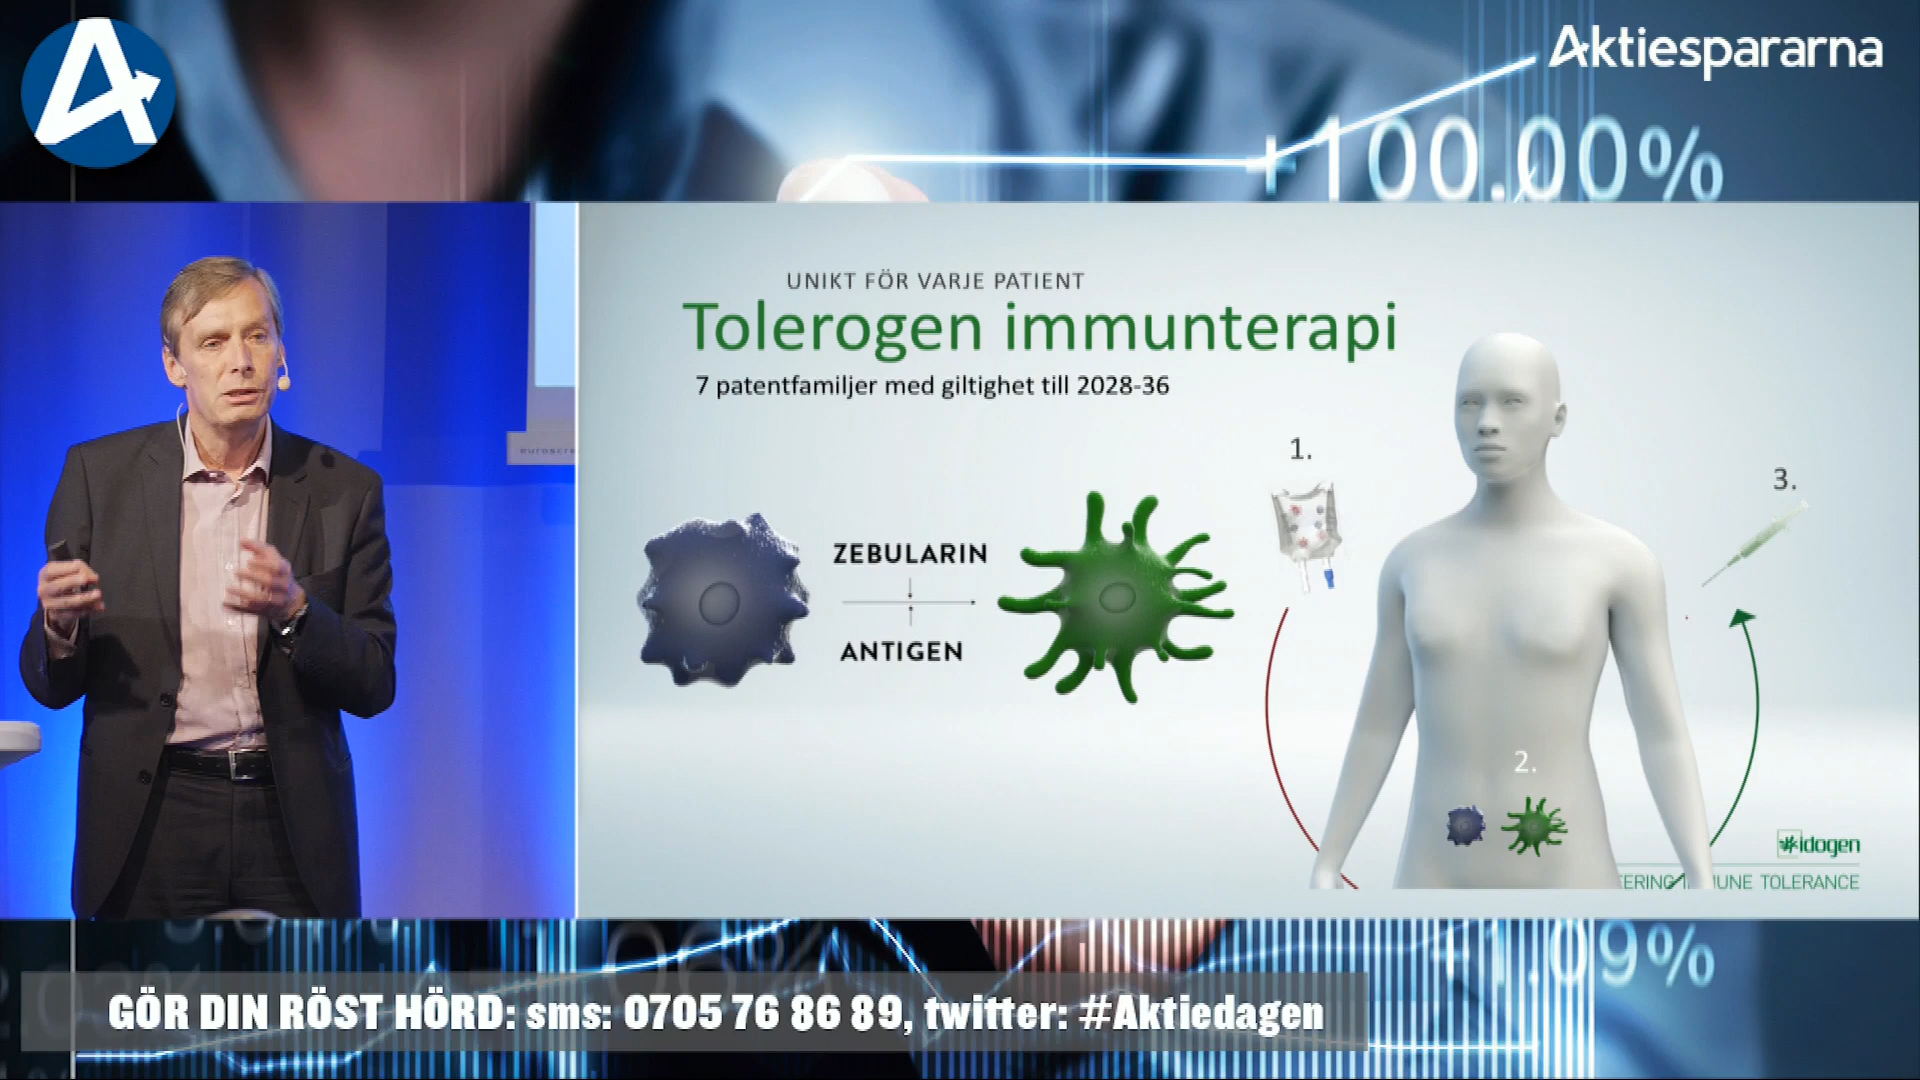 Aktiespararna
+100.00%
UNIKT FÖR VARJE PATIENT
Tolerogen immunterapi
7 patentfamiljer med giltighet till 2028-36
1.
3.
ZEBULARIN
ANTIGEN
2.
idogen
TOLERANCE
GÖR DIN RÖST HÖRD: sms: 0705 76 86 89, twitter: #Aktiedagen